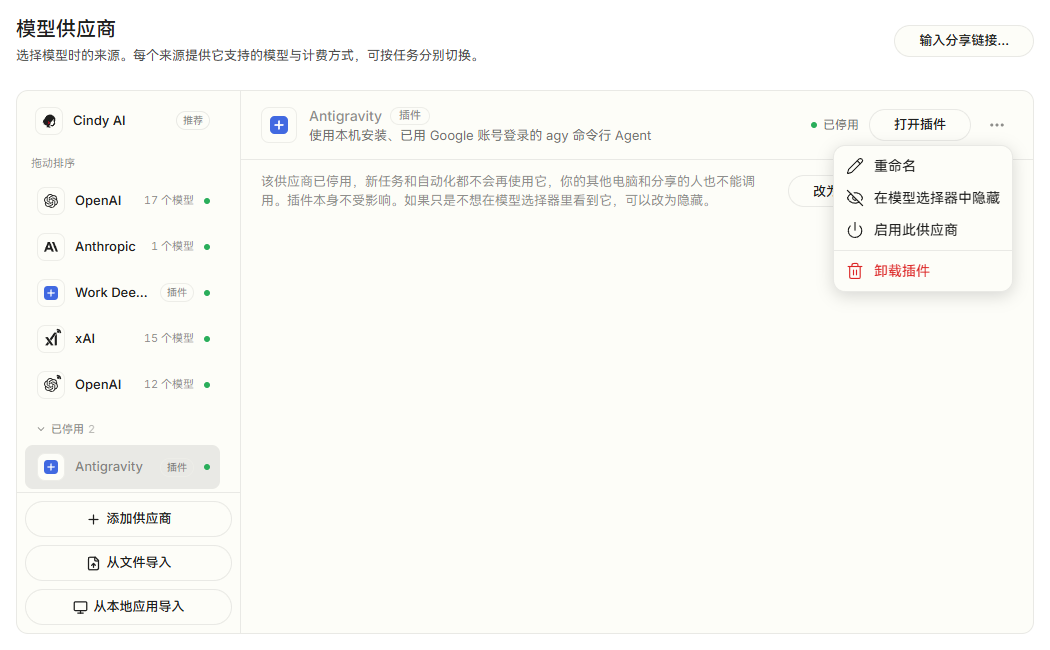 模型供应商
选择模型时的来源。每个来源提供它支持的模型与计费方式，可按任务分别切换。
输入分享链接...
Cindy AI 推荐
拖动排序
OpenAI 17 个模型
Anthropic 1 个模型
Work Dee... 插件
xAI 15 个模型
OpenAI 12 个模型
已停用 2
Antigravity 插件
添加供应商
从文件导入
从本地应用导入
Antigravity 插件
使用本机安装、已用 Google 账号登录的 agy 命令行 Agent
已停用 打开插件
该供应商已停用，新任务和自动化都不会再使用它，你的其他电脑和分享的人也不能调
用。插件本身不受影响。如果只是不想在模型选择器里看到它，可以改为隐藏。
改为
重命名
在模型选择器中隐藏
启用此供应商
卸载插件